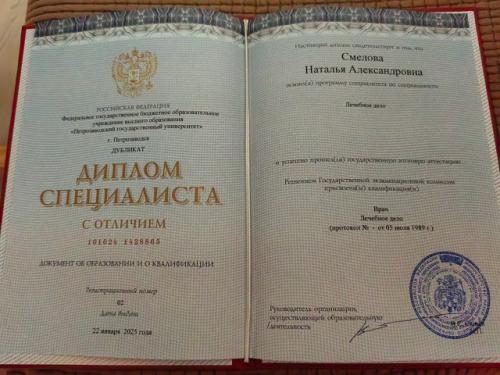 РОССИЙСКАЯ ФЕДЕРАЦИЯ
Федеральное государственное бюджетное образовательное
учреждение высшего образования
«Петрозаводский государственный университет»
г. Петрозаводск
ДУБЛИКАТ
ДИПЛОМ
СПЕЦИАЛИСТА
С ОТЛИЧИЕМ
101024 1428865
ДОКУМЕНТ ОБ ОБРАЗОВАНИИ И О КВАЛИФИКАЦИИ
Регистрационный номер
02
Дата выдачи
22 января 2025 года
Настоящий диплом свидетельствует о том, что
Смелова
Наталья Александровна
освоил(а) программу специалитета по специальности
Лечебное дело
и успешно прошел(ла) государственную итоговую аттестацию
Решением Государственной экзаменационной комиссии
присвоена(ы) квалификация(и)
Врач
Лечебное дело
(протокол № - от 05 июля 1989 г.)
Руководитель организации,
осуществляющей образовательную
деятельность